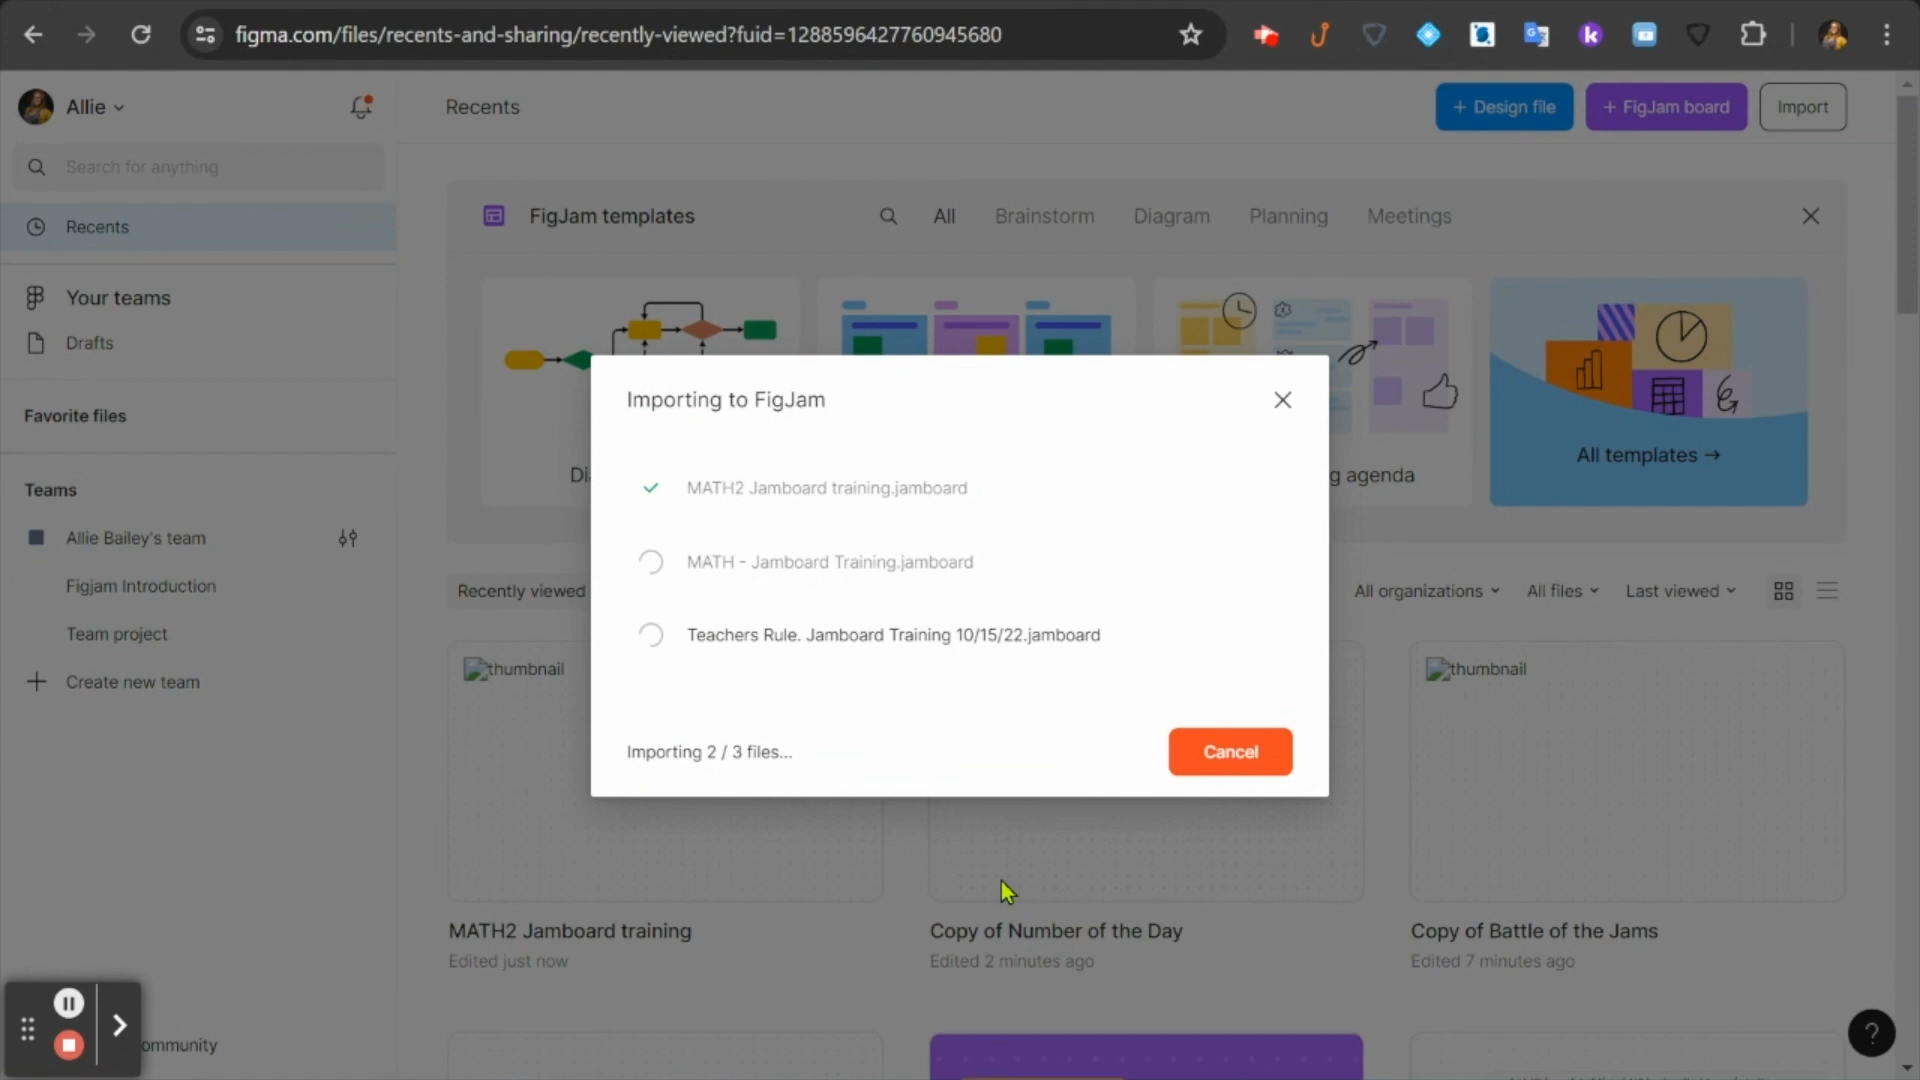 figma.com/files/recents-and-sharing/recently-viewed?fuid=1288596427760945680
Allie
Recents
+ Design file
+ FigJam board
Import
Search for anything
Recents
FigJam templates
All
Brainstorm
Diagram
Planning
Meetings
Your teams
Drafts
Favorite files
Teams
Allie Bailey's team
Figjam Introduction
Team project
Create new team
Di
g agenda
All templates →
Importing to FigJam
MATH2 Jamboard training.jamboard
MATH - Jamboard Training.jamboard
Teachers Rule. Jamboard Training 10/15/22.jamboard
Importing 2 / 3 files...
Cancel
Recently viewed
All organizations
All files
Last viewed
thumbnail
thumbnail
MATH2 Jamboard training
Edited just now
Copy of Number of the Day
Edited 2 minutes ago
Copy of Battle of the Jams
Edited 7 minutes ago
ommunity
?